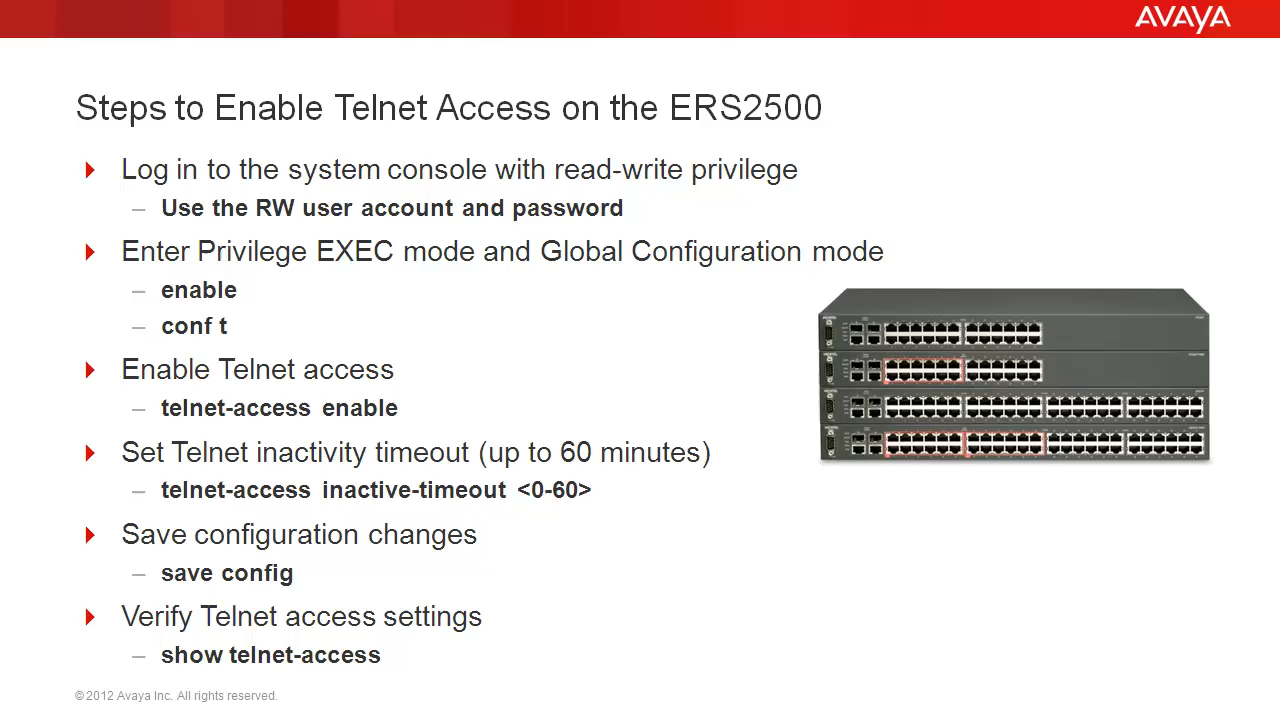 AVAYA
Steps to Enable Telnet Access on the ERS2500
Log in to the system console with read-write privilege
– Use the RW user account and password
Enter Privilege EXEC mode and Global Configuration mode
– enable
– conf t
Enable Telnet access
– telnet-access enable
Set Telnet inactivity timeout (up to 60 minutes)
– telnet-access inactive-timeout <0-60>
Save configuration changes
– save config
Verify Telnet access settings
– show telnet-access
© 2012 Avaya Inc. All rights reserved.